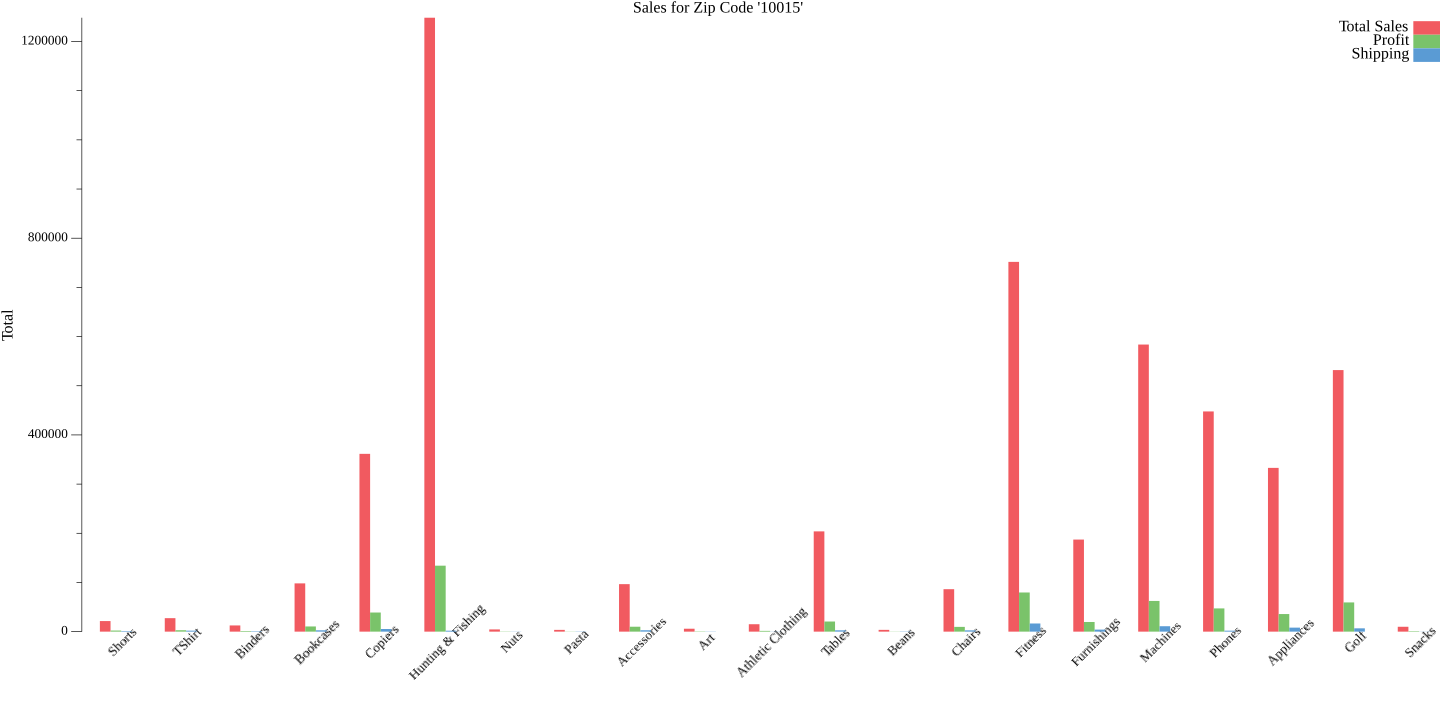 Sales for Zip Code '10015'
Total Sales
Profit
Shipping
1200000
800000
400000
0
Total
Shorts
TShirt
Binders
Bookcases
Copiers
Hunting & Fishing
Nuts
Pasta
Accessories
Art
Athletic Clothing
Tables
Beans
Chairs
Fitness
Furnishings
Machines
Phones
Appliances
Golf
Snacks